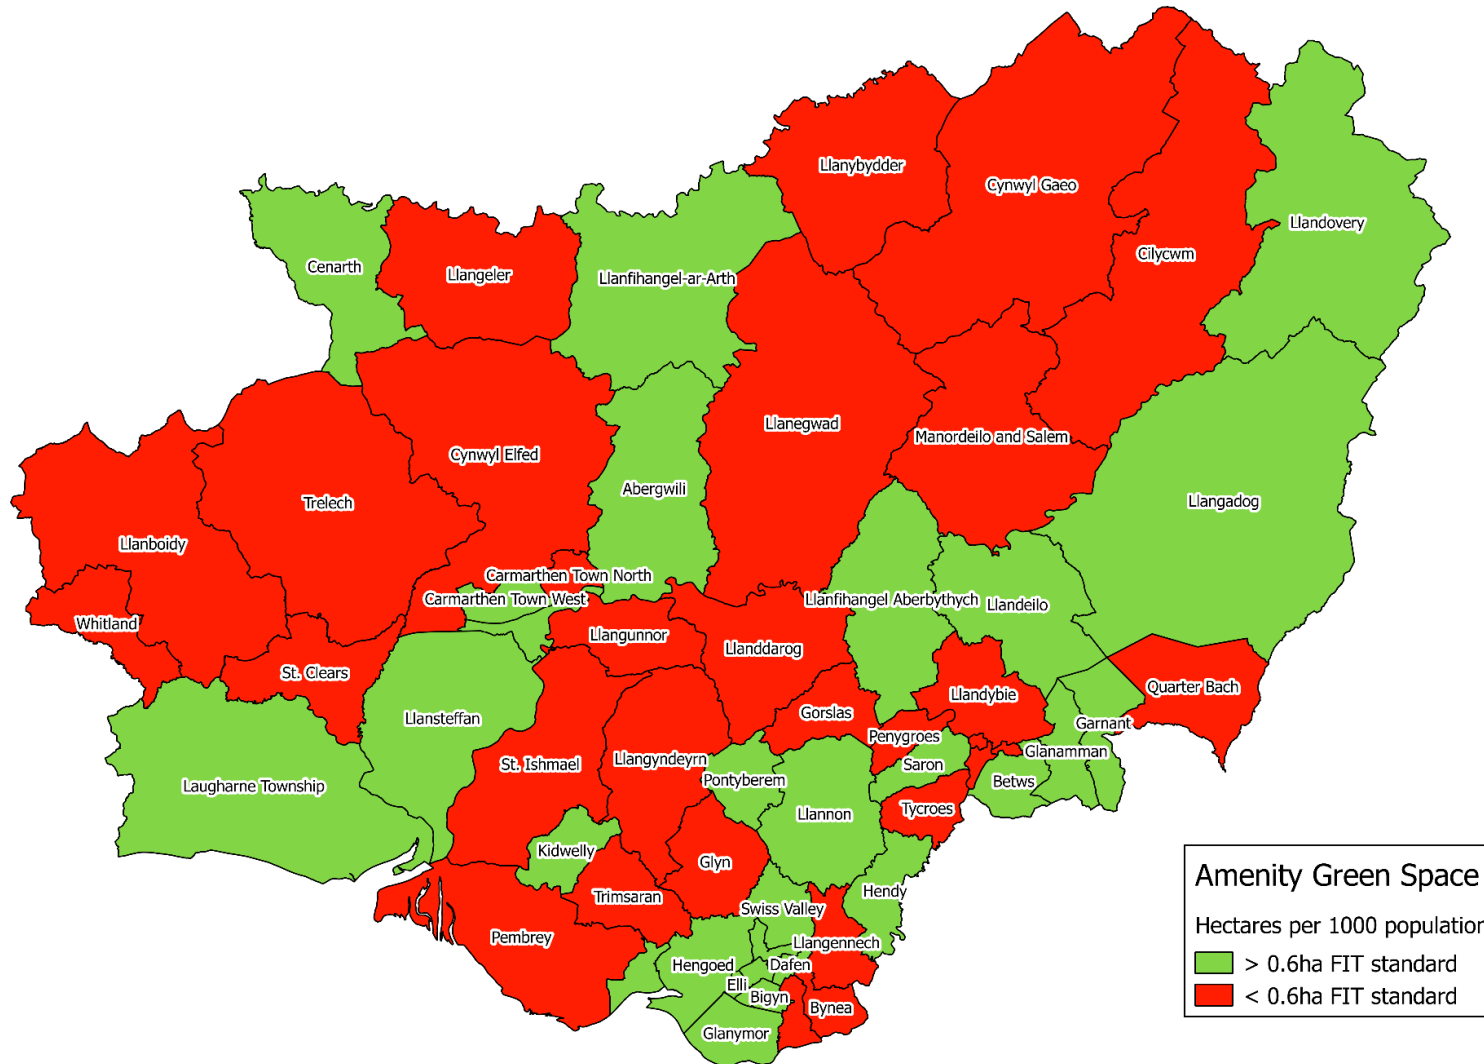 Llanybydder
Cynwyl Gaeo
Llandovery
Cilycwm
Cenarth
Llangeler
Llanfihangel-ar-Arth
Llanegwad
Manordeilo and Salem
Cynwyl Elfed
Abergwili
Trelech
Llangadog
Llanboidy
Carmarthen Town North
Carmarthen Town West
Llanfihangel Aberbythych
Llandeilo
Whitland
Llangunnor
Llanddarog
St. Clears
Quarter Bach
Llandybie
Llansteffan
Gorslas
Garnant
Penygroes
Glanamman
St. Ishmael
Llangyndeyrn
Saron
Pontyberem
Betws
Laugharne Township
Tycroes
Llannon
Kidwelly
Glyn
Hendy
Trimsaran
Swiss Valley
Pembrey
Llangennech
Hengoed
Dafen
Elli
Bigyn
Bynea
Glanymor
Amenity Green Space
Hectares per 1000 population
> 0.6ha FIT standard
< 0.6ha FIT standard